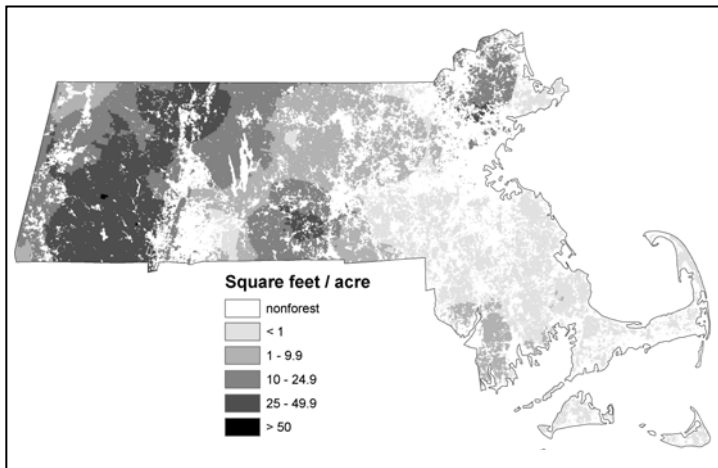 Square feet / acre
nonforest
< 1
1 - 9.9
10 - 24.9
25 - 49.9
> 50